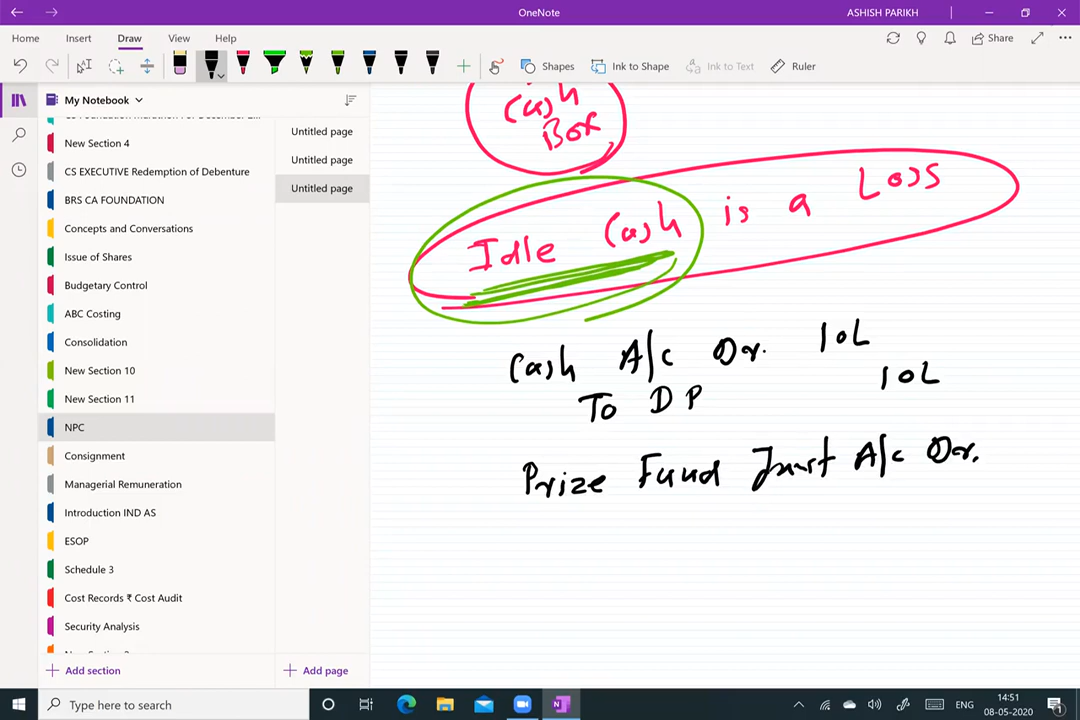 OneNote
ASHISH PARIKH
Home Insert Draw View Help
Share
Shapes Ink to Shape Ink to Text Ruler
My Notebook
New Section 4
CS EXECUTIVE Redemption of Debenture
BRS CA FOUNDATION
Concepts and Conversations
Issue of Shares
Budgetary Control
ABC Costing
Consolidation
New Section 10
New Section 11
NPC
Consignment
Managerial Remuneration
Introduction IND AS
ESOP
Schedule 3
Cost Records ₹ Cost Audit
Security Analysis
Add section
Untitled page
Untitled page
Untitled page
Add page
Cash
Box
Idle Cash is a Loss
Cash A/c Dr. 10L
To DP 10L
Prize Fund Invst A/c Dr.
Type here to search
ENG
14:51
08-05-2020
1